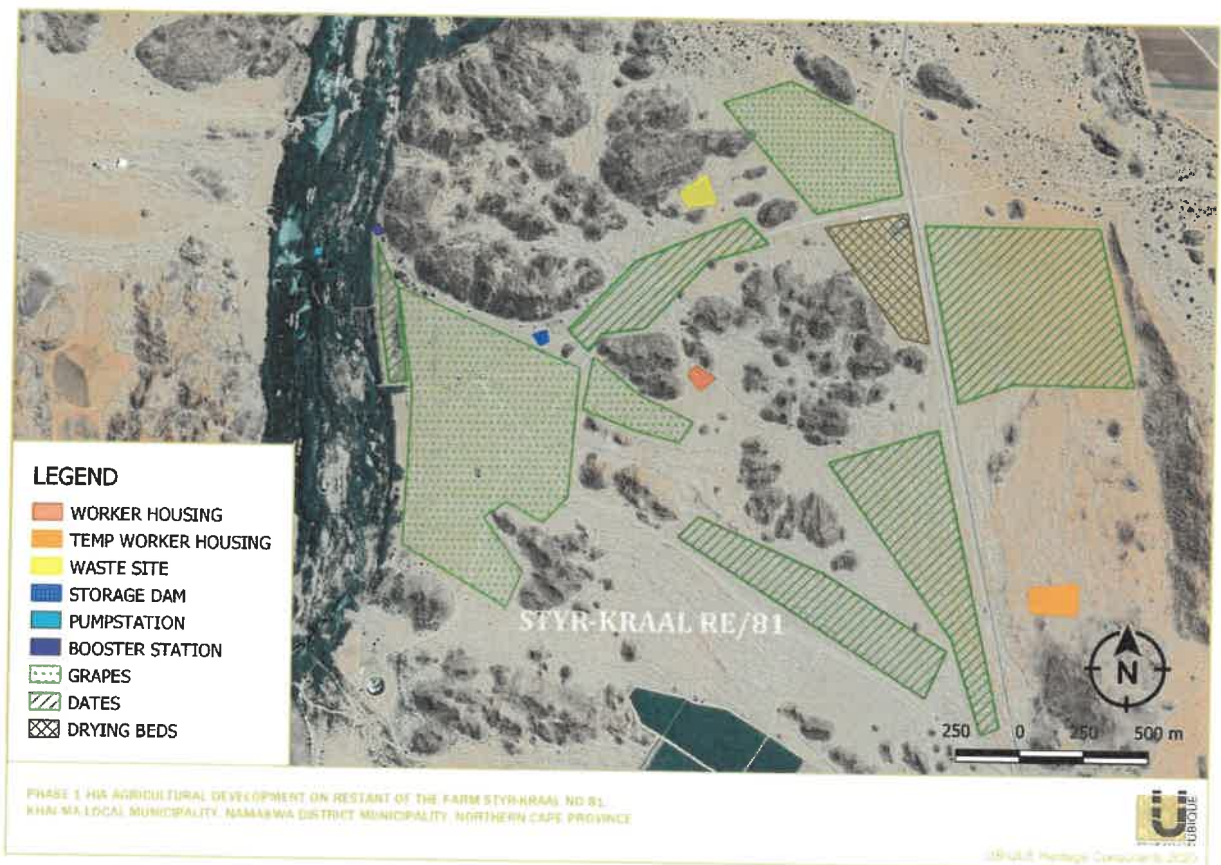 LEGEND
WORKER HOUSING
TEMP WORKER HOUSING
WASTE SITE
STORAGE DAM
PUMPSTATION
BOOSTER STATION
GRAPES
DATES
DRYING BEDS
STYR-KRAAL RE/81
N
250 0 250 500 m
PHASE 1 HIA AGRICULTURAL DEVELOPMENT ON RESTANT OF THE FARM STYR-KRAAL NO 81,
KHAI-MA LOCAL MUNICIPALITY, NAMAKWA DISTRICT MUNICIPALITY, NORTHERN CAPE PROVINCE
UBIQUE
UBIQUE Heritage Consultants